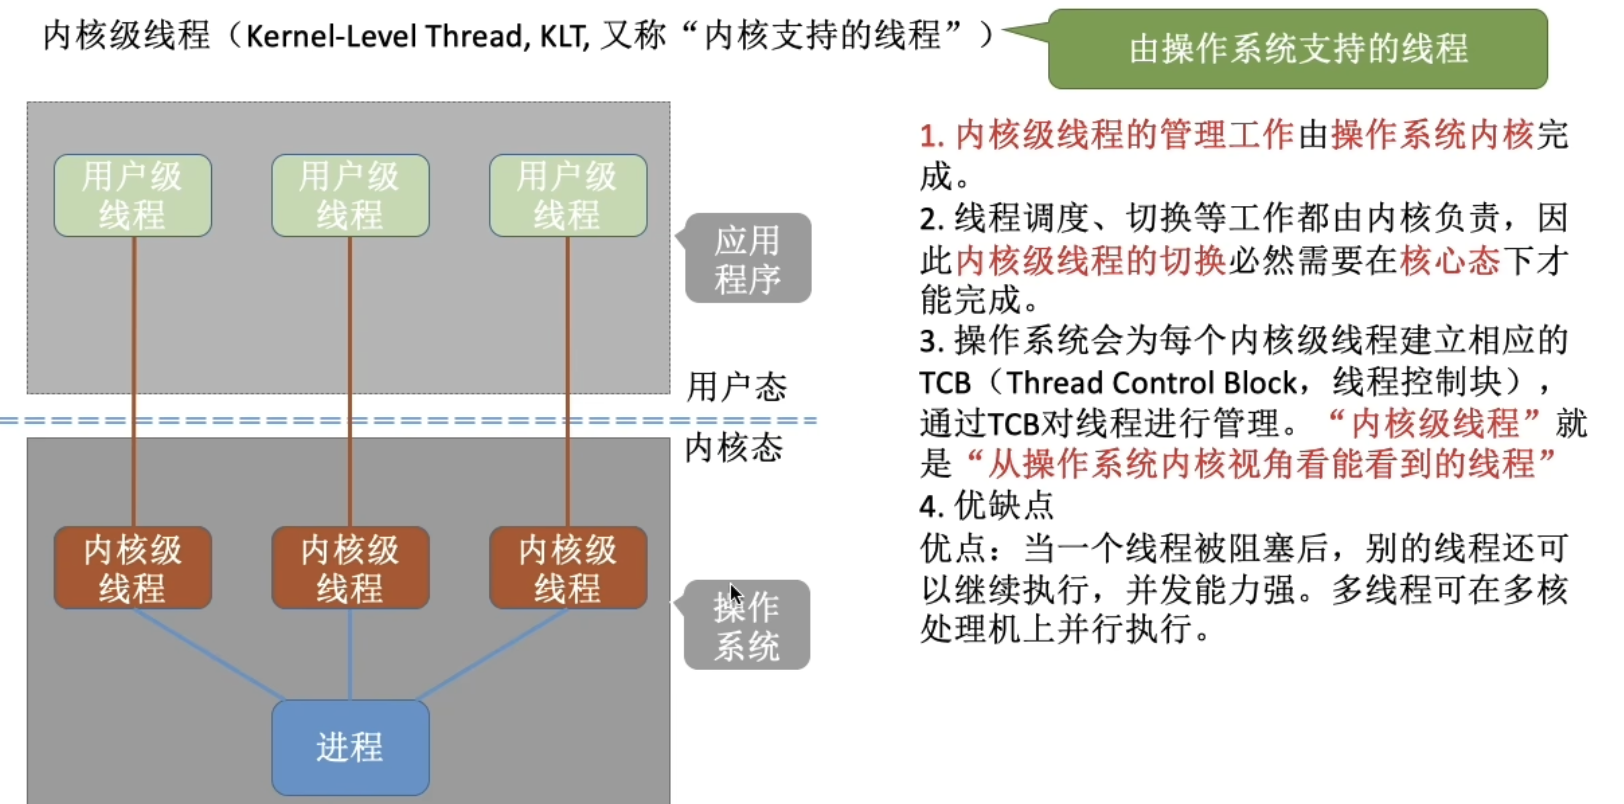 内核级线程（Kernel-Level Thread, KLT, 又称“内核支持的线程”）
由操作系统支持的线程
用户级
线程
用户级
线程
用户级
线程
应用
程序
用户态
内核态
内核级
线程
内核级
线程
内核级
线程
操作
系统
进程
1. 内核级线程的管理工作由操作系统内核完
成。
2. 线程调度、切换等工作都由内核负责，因
此内核级线程的切换必然需要在核心态下才
能完成。
3. 操作系统会为每个内核级线程建立相应的
TCB（Thread Control Block，线程控制块），
通过TCB对线程进行管理。“内核级线程”就
是“从操作系统内核视角看能看到的线程”
4. 优缺点
优点：当一个线程被阻塞后，别的线程还可
以继续执行，并发能力强。多线程可在多核
处理机上并行执行。